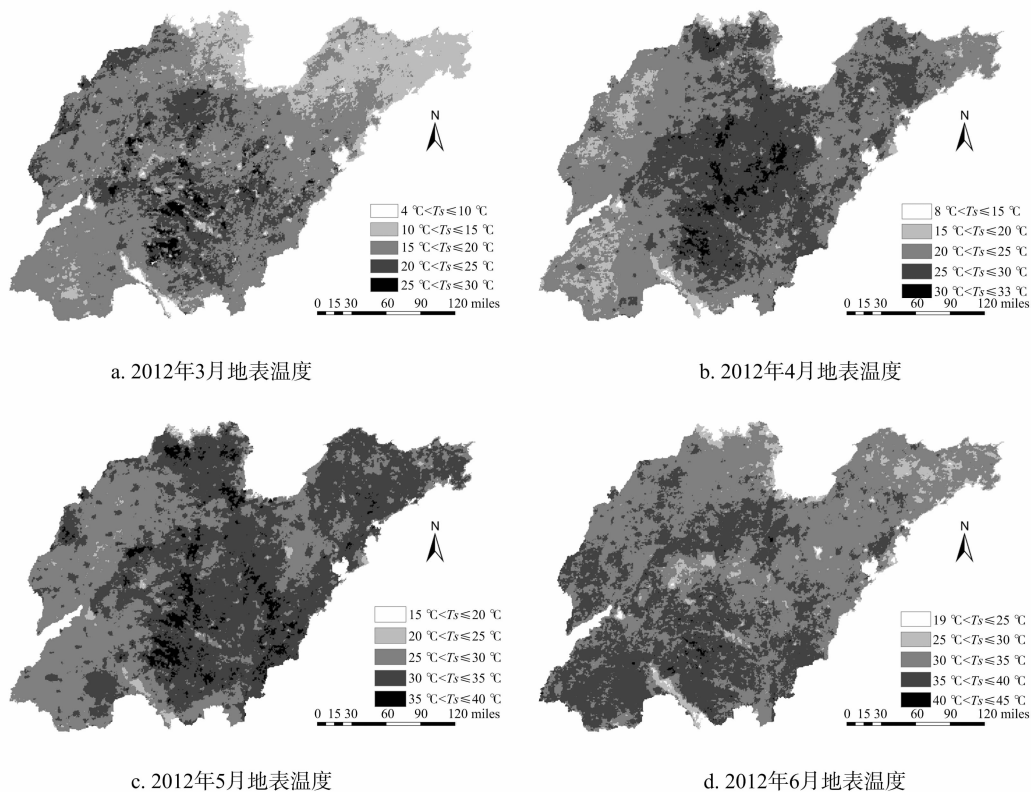 N
4 ℃<Ts≤10 ℃
10 ℃<Ts≤15 ℃
15 ℃<Ts≤20 ℃
20 ℃<Ts≤25 ℃
25 ℃<Ts≤30 ℃
0 15 30 60 90 120 miles
a. 2012年3月地表温度
N
8 ℃<Ts≤15 ℃
15 ℃<Ts≤20 ℃
20 ℃<Ts≤25 ℃
25 ℃<Ts≤30 ℃
30 ℃<Ts≤33 ℃
0 15 30 60 90 120 miles
b. 2012年4月地表温度
N
15 ℃<Ts≤20 ℃
20 ℃<Ts≤25 ℃
25 ℃<Ts≤30 ℃
30 ℃<Ts≤35 ℃
35 ℃<Ts≤40 ℃
0 15 30 60 90 120 miles
c. 2012年5月地表温度
N
19 ℃<Ts≤25 ℃
25 ℃<Ts≤30 ℃
30 ℃<Ts≤35 ℃
35 ℃<Ts≤40 ℃
40 ℃<Ts≤45 ℃
0 15 30 60 90 120 miles
d. 2012年6月地表温度